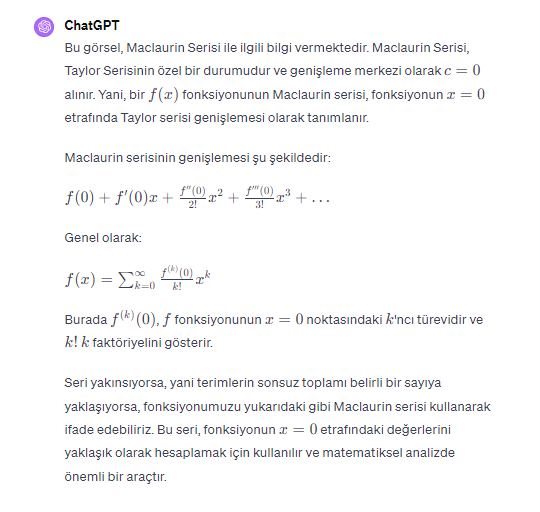 ChatGPT
Bu görsel, Maclaurin Serisi ile ilgili bilgi vermektedir. Maclaurin Serisi,
Taylor Serisinin özel bir durumudur ve genişleme merkezi olarak c = 0
alınır. Yani, bir f(x) fonksiyonunun Maclaurin serisi, fonksiyonun x = 0
etrafında Taylor serisi genişlemesi olarak tanımlanır.
Maclaurin serisinin genişlemesi şu şekildedir:
f(0) + f′(0)x + f″(0)/2! x² + f‴(0)/3! x³ + …
Genel olarak:
f(x) = ∑_{k=0}^{∞} f^{(k)}(0)/k! x^k
Burada f^{(k)}(0), f fonksiyonunun x = 0 noktasındaki k'ncı türevidir ve
k! k faktöriyelini gösterir.
Seri yakınsıyorsa, yani terimlerin sonsuz toplamı belirli bir sayıya
yaklaşıyorsa, fonksiyonumuzu yukarıdaki gibi Maclaurin serisi kullanarak
ifade edebiliriz. Bu seri, fonksiyonun x = 0 etrafındaki değerlerini
yaklaşık olarak hesaplamak için kullanılır ve matematiksel analizde
önemli bir araçtır.